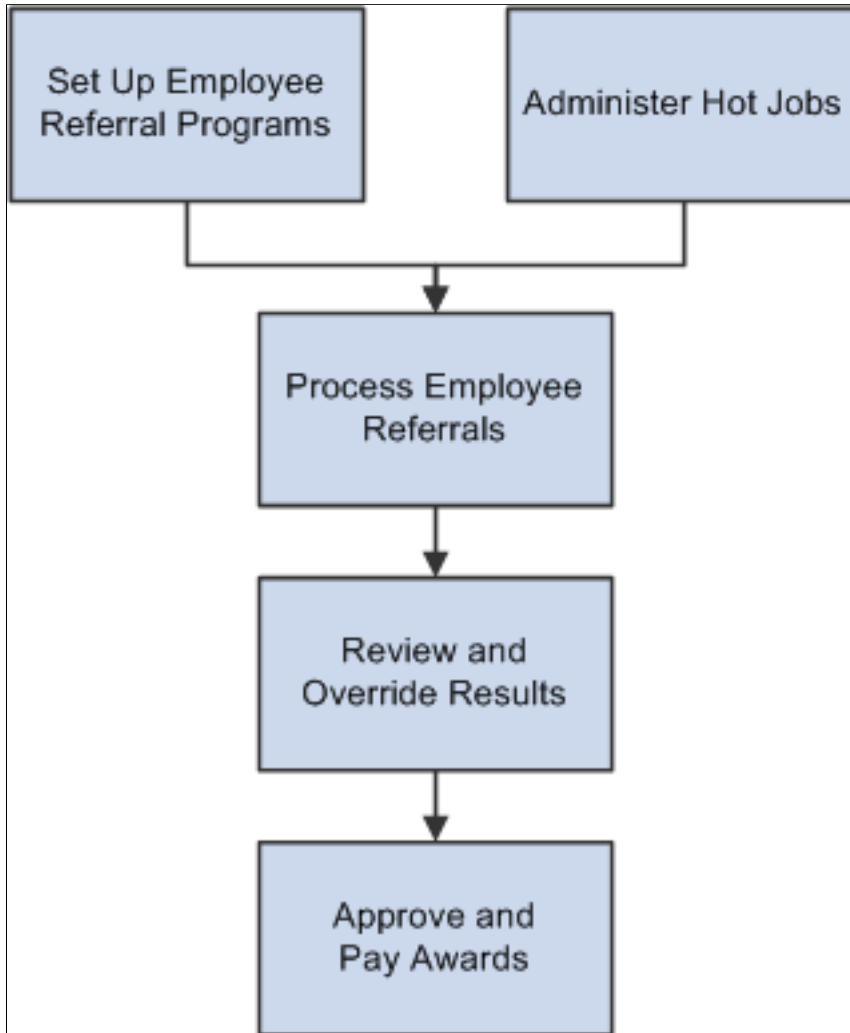 Set Up Employee
Referral Programs
Administer Hot Jobs
Process Employee
Referrals
Review and
Override Results
Approve and
Pay Awards